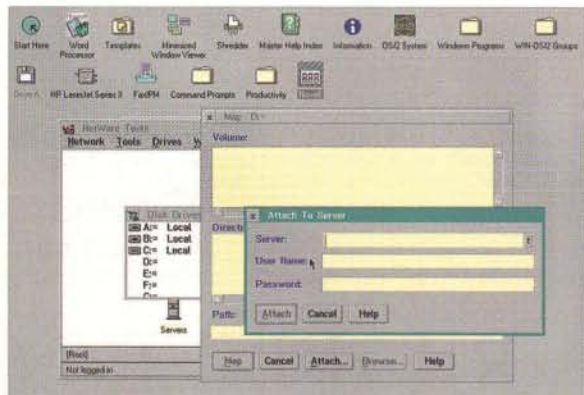 Start Here
Word Processor
Templates
Minimized Window Viewer
Shredder
Master Help Index
Information
OS/2 System
Windows Programs
WIN-OS/2 Groups
Drive A
HP LaserJet Series 3
FaxPM
Command Prompts
Productivity
NetWare Tools
Network Tools Drives
Map D:=
Volume:
Disk Drives
A:= Local
B:= Local
C:= Local
D:=
E:=
F:=
G:=
Servers
[Root]
Not logged in
Path:
Map Cancel Attach... Browse... Help
Attach To Server
Server:
User Name:
Password:
Attach Cancel Help